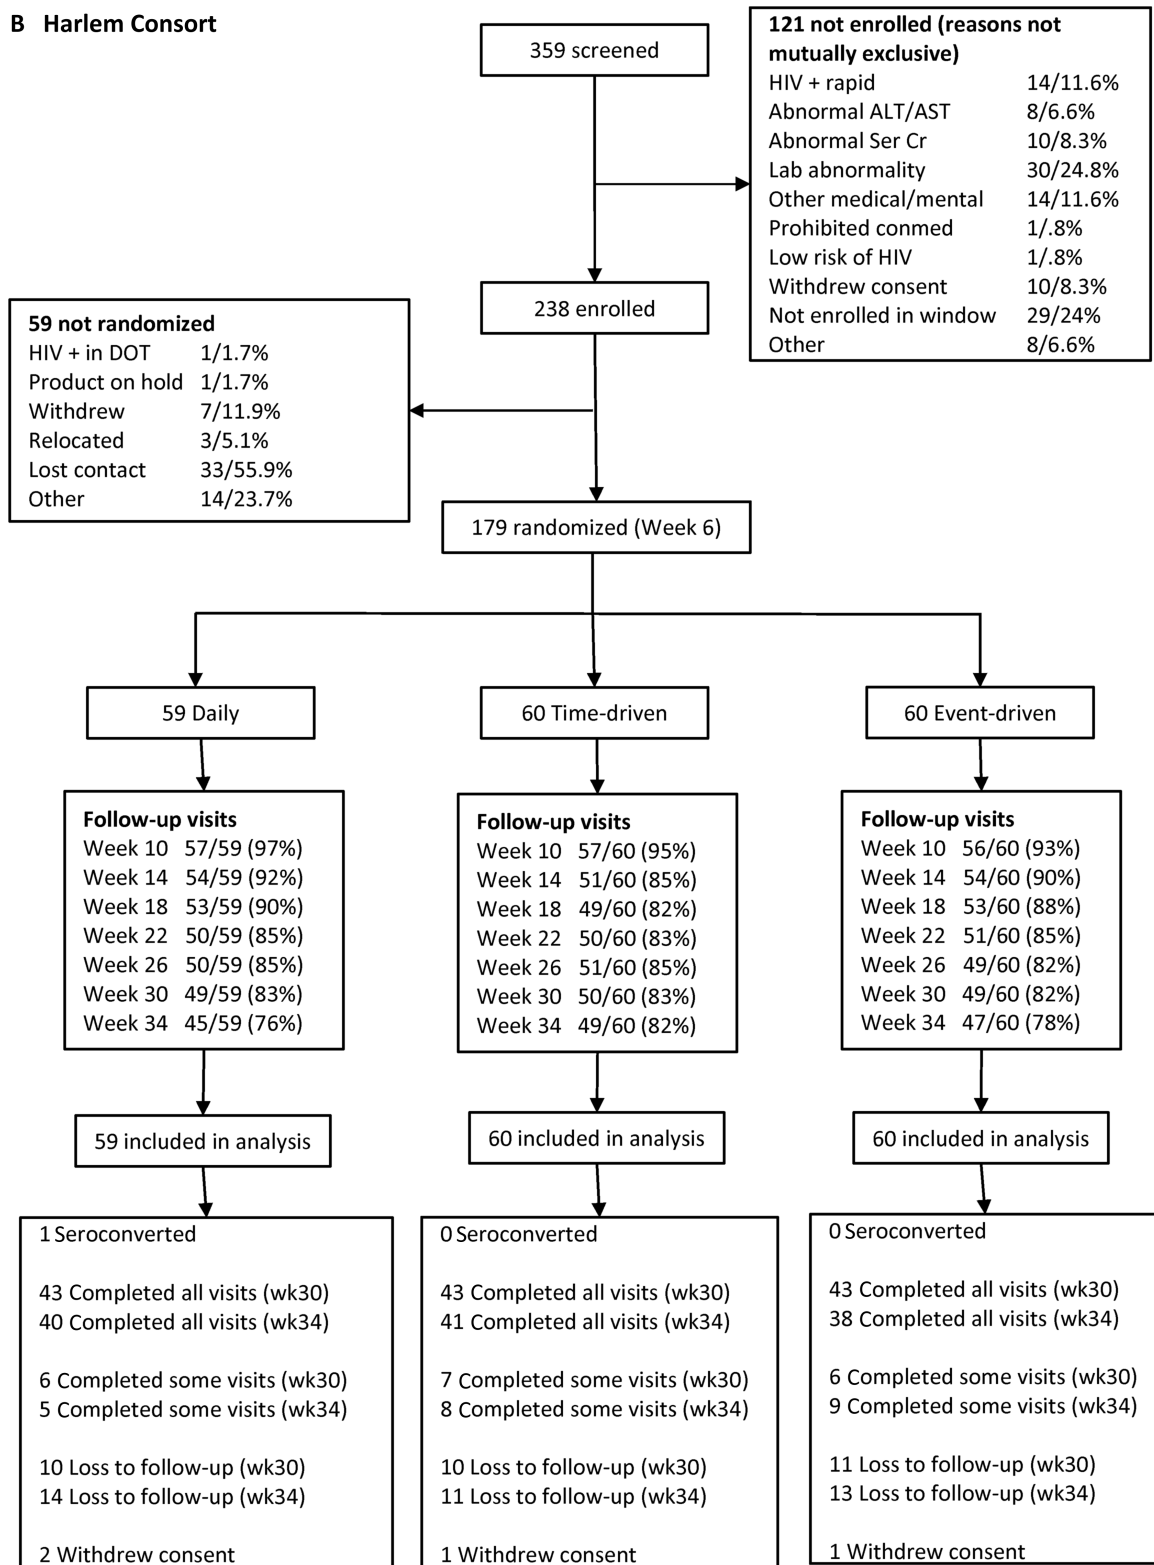 B Harlem Consort
359 screened
121 not enrolled (reasons not
mutually exclusive)
HIV + rapid 14/11.6%
Abnormal ALT/AST 8/6.6%
Abnormal Ser Cr 10/8.3%
Lab abnormality 30/24.8%
Other medical/mental 14/11.6%
Prohibited conmed 1/.8%
Low risk of HIV 1/.8%
Withdrew consent 10/8.3%
Not enrolled in window 29/24%
Other 8/6.6%
238 enrolled
59 not randomized
HIV + in DOT 1/1.7%
Product on hold 1/1.7%
Withdrew 7/11.9%
Relocated 3/5.1%
Lost contact 33/55.9%
Other 14/23.7%
179 randomized (Week 6)
59 Daily
60 Time-driven
60 Event-driven
Follow-up visits
Week 10 57/59 (97%)
Week 14 54/59 (92%)
Week 18 53/59 (90%)
Week 22 50/59 (85%)
Week 26 50/59 (85%)
Week 30 49/59 (83%)
Week 34 45/59 (76%)
Follow-up visits
Week 10 57/60 (95%)
Week 14 51/60 (85%)
Week 18 49/60 (82%)
Week 22 50/60 (83%)
Week 26 51/60 (85%)
Week 30 50/60 (83%)
Week 34 49/60 (82%)
Follow-up visits
Week 10 56/60 (93%)
Week 14 54/60 (90%)
Week 18 53/60 (88%)
Week 22 51/60 (85%)
Week 26 49/60 (82%)
Week 30 49/60 (82%)
Week 34 47/60 (78%)
59 included in analysis
60 included in analysis
60 included in analysis
1 Seroconverted
43 Completed all visits (wk30)
40 Completed all visits (wk34)
6 Completed some visits (wk30)
5 Completed some visits (wk34)
10 Loss to follow-up (wk30)
14 Loss to follow-up (wk34)
2 Withdrew consent
0 Seroconverted
43 Completed all visits (wk30)
41 Completed all visits (wk34)
7 Completed some visits (wk30)
8 Completed some visits (wk34)
10 Loss to follow-up (wk30)
11 Loss to follow-up (wk34)
1 Withdrew consent
0 Seroconverted
43 Completed all visits (wk30)
38 Completed all visits (wk34)
6 Completed some visits (wk30)
9 Completed some visits (wk34)
11 Loss to follow-up (wk30)
13 Loss to follow-up (wk34)
1 Withdrew consent